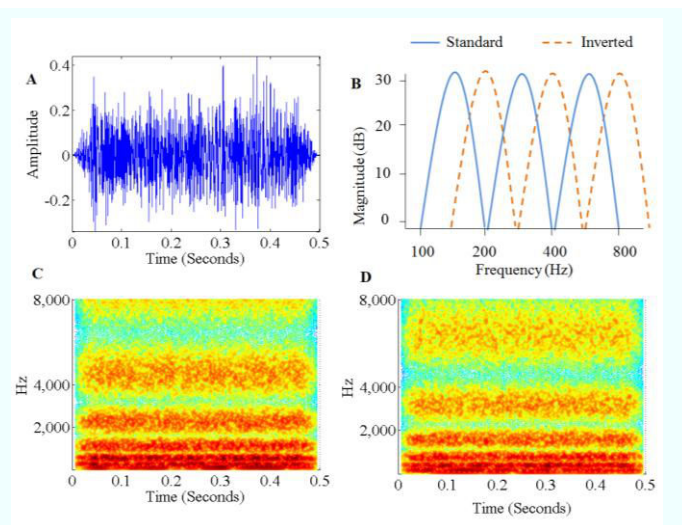 A
Amplitude
0.4
0.2
0
-0.2
0 0.1 0.2 0.3 0.4 0.5
Time (Seconds)
Standard Inverted
B
Magnitude (dB)
30
20
10
0
100 200 400 800
Frequency (Hz)
C
Hz
8,000
4,000
2,000
0 0.1 0.2 0.3 0.4 0.5
Time (Seconds)
D
Hz
8,000
4,000
2,000
0 0.1 0.2 0.3 0.4 0.5
Time (Seconds)